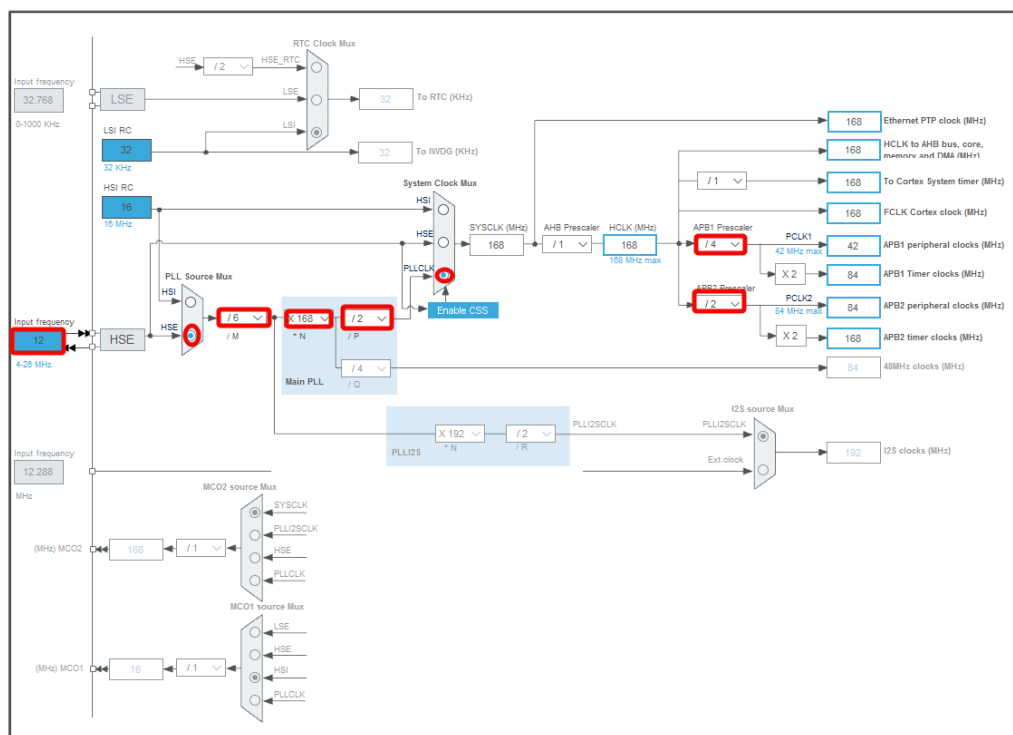 RTC Clock Mux
HSE
/ 2
HSE_RTC
Input frequency
32.768
0-1000 KHz
LSE
LSE
32
To RTC (KHz)
LSI RC
32
32 KHz
LSI
32
To IWDG (KHz)
HSI RC
16
16 MHz
System Clock Mux
HSI
HSE
PLLCLK
Enable CSS
SYSCLK (MHz)
168
AHB Prescaler
/ 1
HCLK (MHz)
168
168 MHz max
168
Ethernet PTP clock (MHz)
168
HCLK to AHB bus, core,
memory and DMA (MHz)
/ 1
168
To Cortex System timer (MHz)
168
FCLK Cortex clock (MHz)
APB1 Prescaler
/ 4
PCLK1
42 MHz max
42
APB1 peripheral clocks (MHz)
X 2
84
APB1 Timer clocks (MHz)
APB2 Prescaler
/ 2
PCLK2
84 MHz max
84
APB2 peripheral clocks (MHz)
X 2
168
APB2 timer clocks (MHz)
84
48MHz clocks (MHz)
PLL Source Mux
HSI
HSE
Input frequency
12
4-26 MHz
HSE
/ 6
/ M
X 168
* N
/ 2
/ P
/ 4
/ Q
Main PLL
PLLI2S
X 192
* N
/ 2
/ R
PLLI2SCLK
I2S source Mux
PLLI2SCLK
Ext.clock
192
I2S clocks (MHz)
Input frequency
12.288
MHz
MCO2 source Mux
SYSCLK
PLLI2SCLK
HSE
PLLCLK
(MHz) MCO2
168
/ 1
MCO1 source Mux
LSE
HSE
HSI
PLLCLK
(MHz) MCO1
16
/ 1